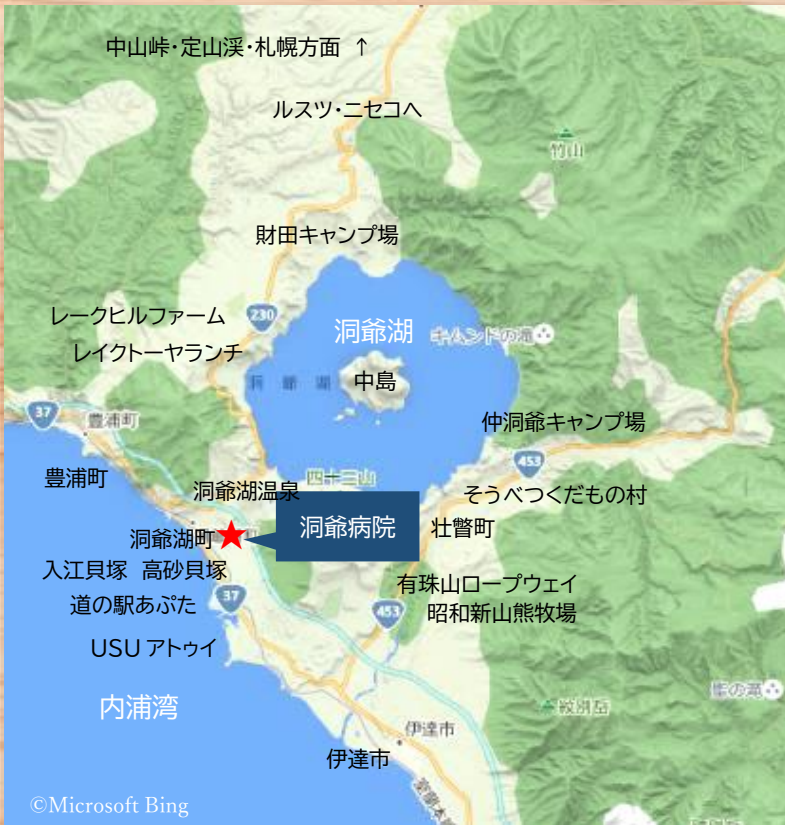 中山峠・定山渓・札幌方面 ↑
ルスツ・ニセコへ
竹山
財田キャンプ場
レークヒルファーム
230
洞爺湖
キムンドの滝
レイクトーヤランチ
洞爺湖
中島
37
豊浦町
仲洞爺キャンプ場
453
豊浦町
四十三山
洞爺湖温泉
そうべつくだもの村
洞爺病院
壮瞥町
洞爺湖町
入江貝塚 高砂貝塚
有珠山ロープウェイ
道の駅あぷた
37
453
昭和新山熊牧場
USU アトゥイ
内浦湾
紋別岳
伊達市
伊達市
©Microsoft Bing